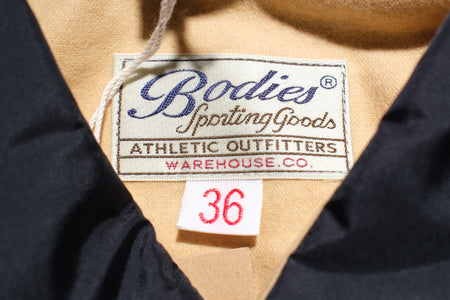 Bodies®
Sporting Goods
ATHLETIC OUTFITTERS
WAREHOUSE.CO.
36